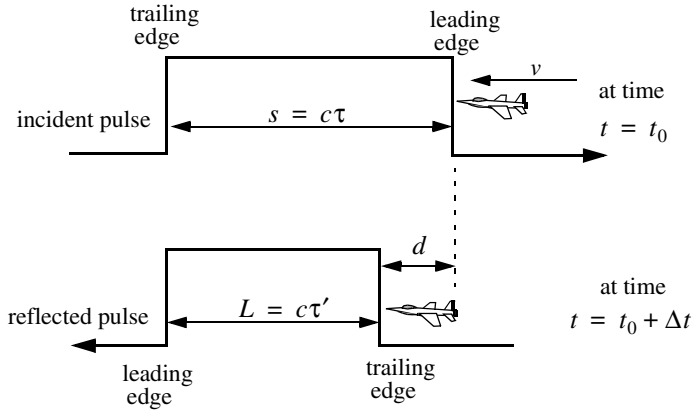 trailing
edge
leading
edge
v
at time
t = t₀
incident pulse
s = cτ
d
at time
t = t₀ + Δt
reflected pulse
L = cτ′
leading
edge
trailing
edge